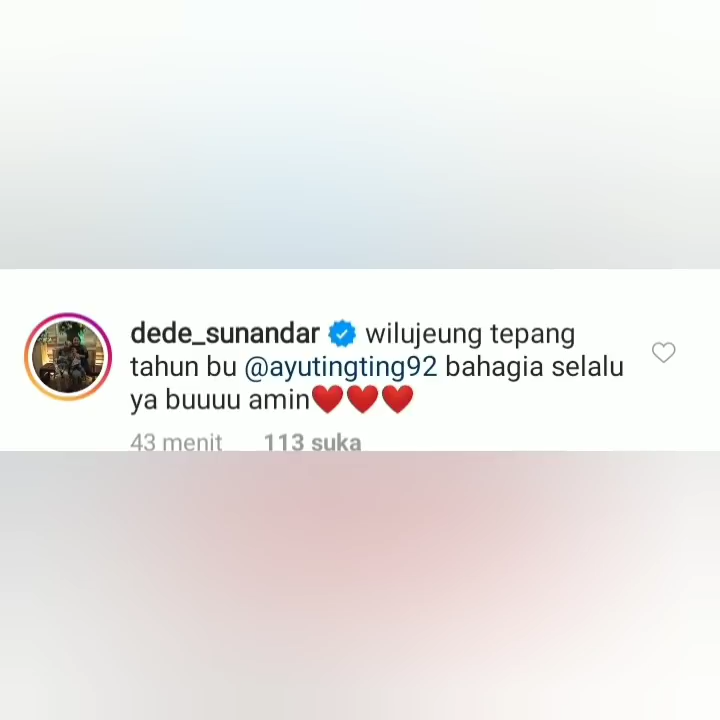 dede_sunandar wilujeung tepang
tahun bu @ayutingting92 bahagia selalu
ya buuuu amin❤️❤️❤️
43 menit 113 suka